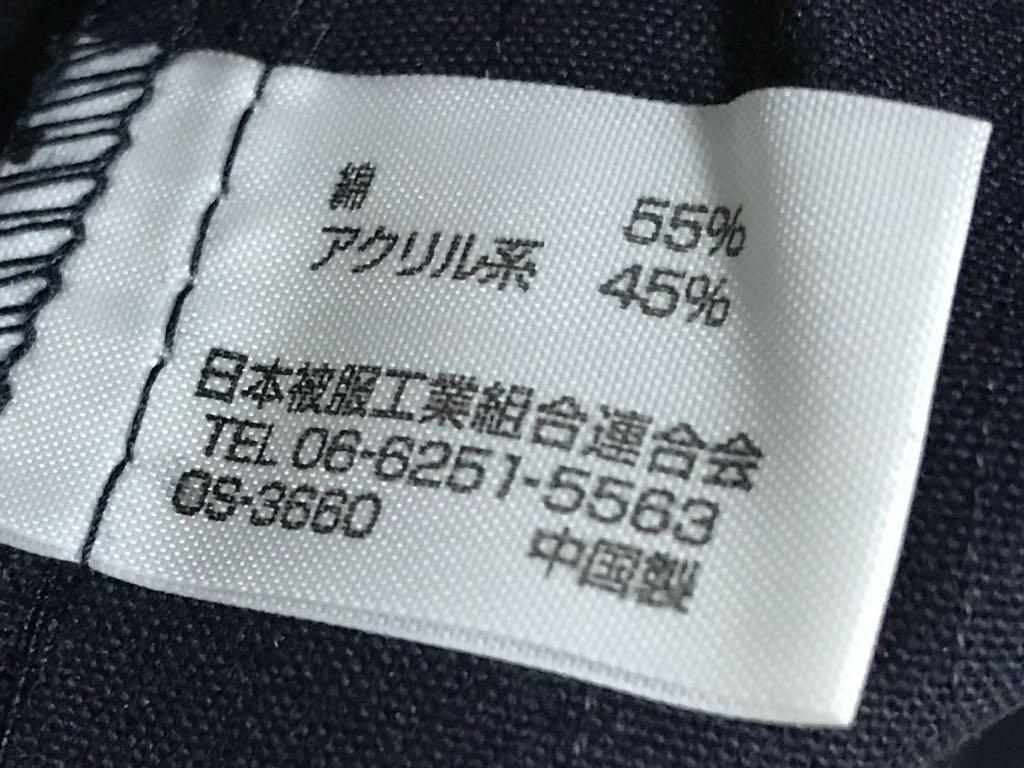 綿 55%
アクリル系 45%
日本被服工業組合連合会
TEL 06-6251-5563
OS-3660
中国製